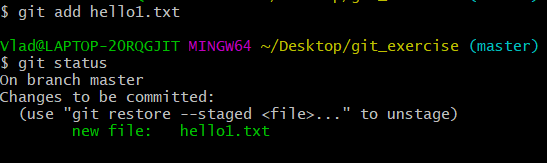 $ git add hello1.txt
Vlad@LAPTOP-2ORQGJIT MINGW64 ~/Desktop/git_exercise (master)
$ git status
On branch master
Changes to be committed:
  (use "git restore --staged <file>..." to unstage)
        new file:   hello1.txt